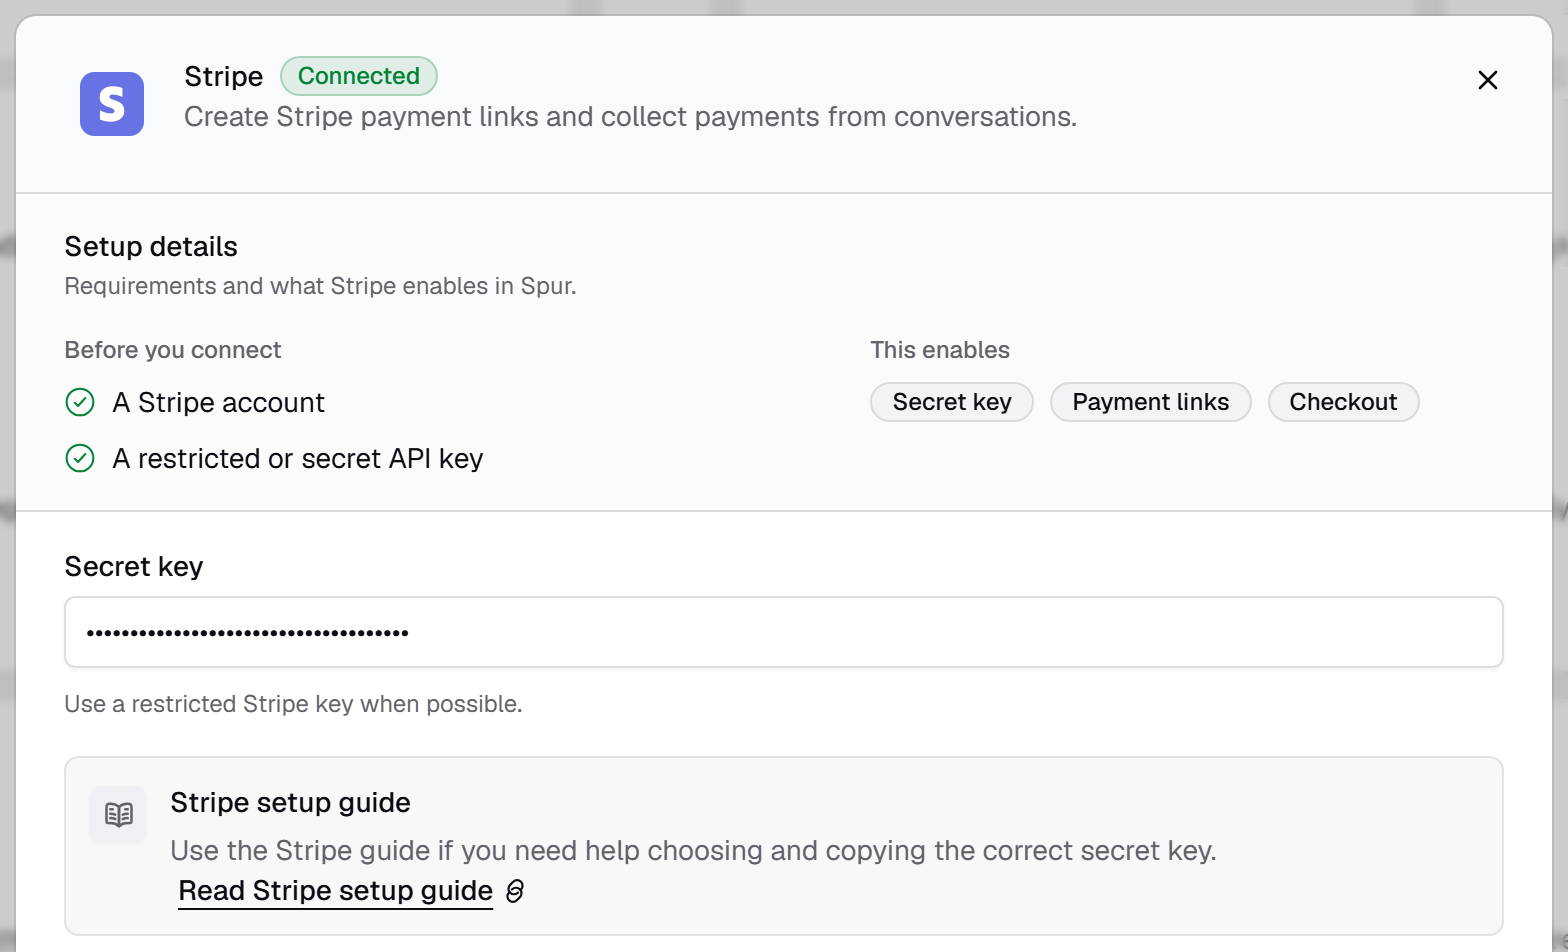 Stripe
Connected
Create Stripe payment links and collect payments from conversations.
Setup details
Requirements and what Stripe enables in Spur.
Before you connect
A Stripe account
A restricted or secret API key
This enables
Secret key
Payment links
Checkout
Secret key
••••••••••••••••••••••••••••••••••••••
Use a restricted Stripe key when possible.
Stripe setup guide
Use the Stripe guide if you need help choosing and copying the correct secret key.
Read Stripe setup guide